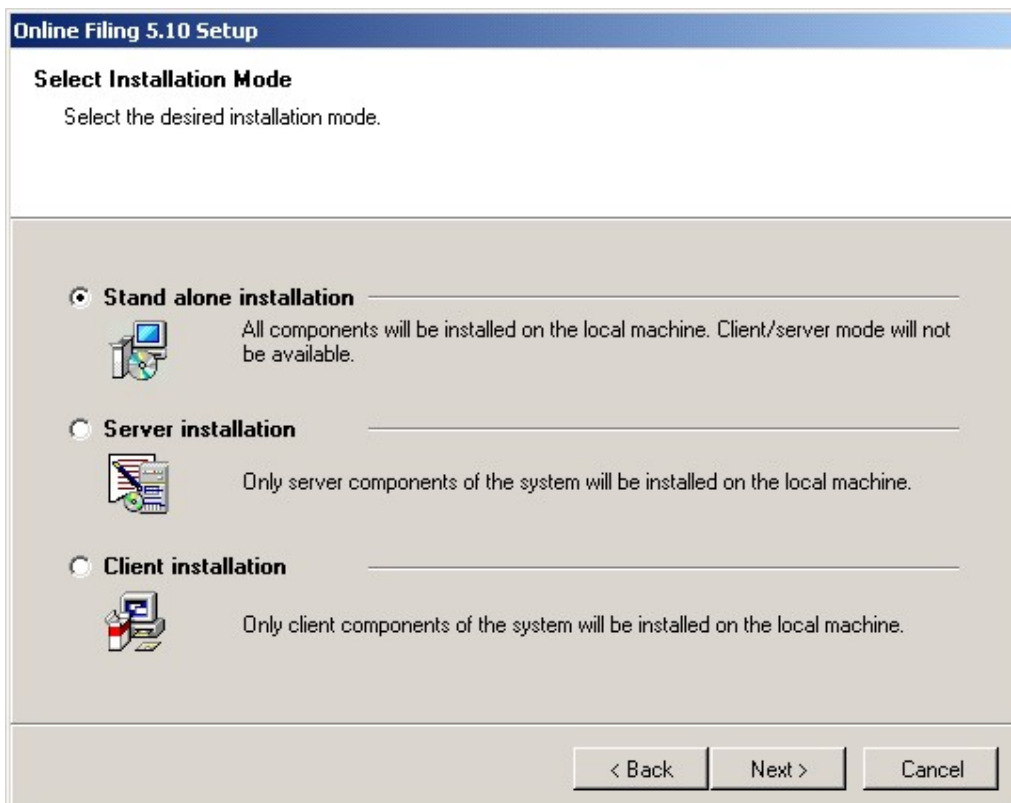 Online Filing 5.10 Setup
Select Installation Mode
Select the desired installation mode.
Stand alone installation
All components will be installed on the local machine. Client/server mode will not
be available.
Server installation
Only server components of the system will be installed on the local machine.
Client installation
Only client components of the system will be installed on the local machine.
< Back Next > Cancel